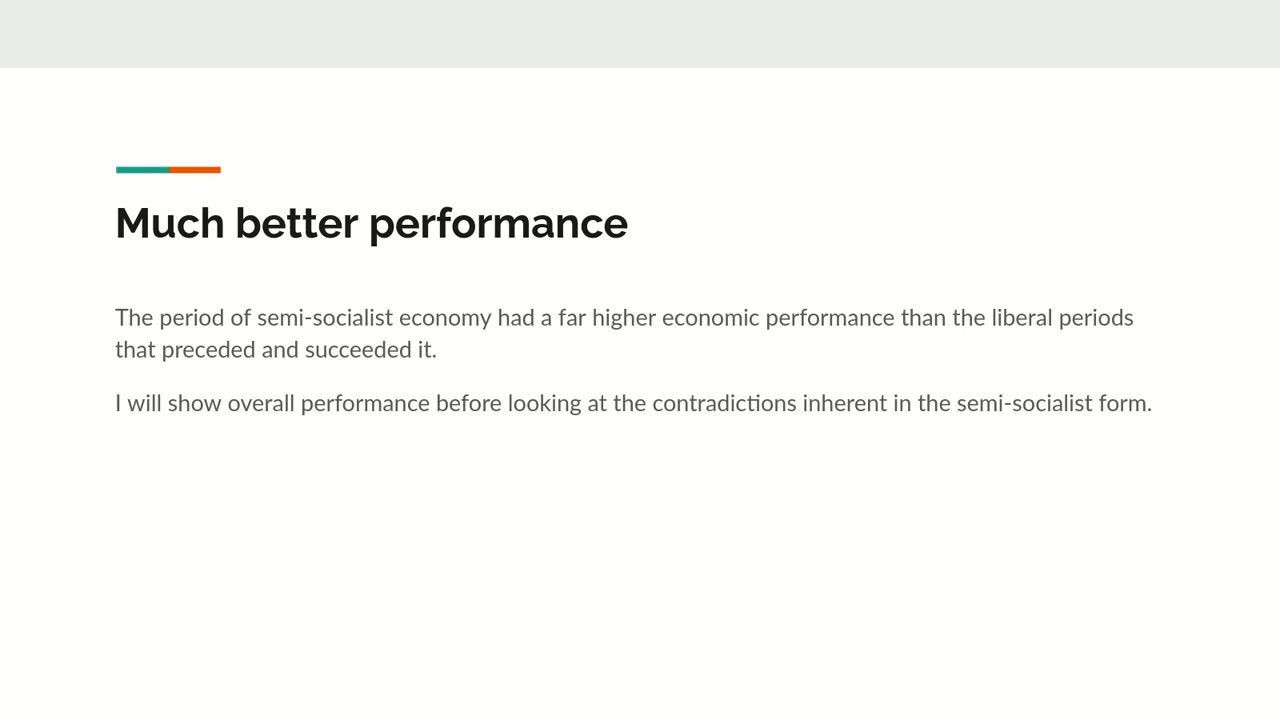 Much better performance
The period of semi-socialist economy had a far higher economic performance than the liberal periods
that preceded and succeeded it.
I will show overall performance before looking at the contradictions inherent in the semi-socialist form.